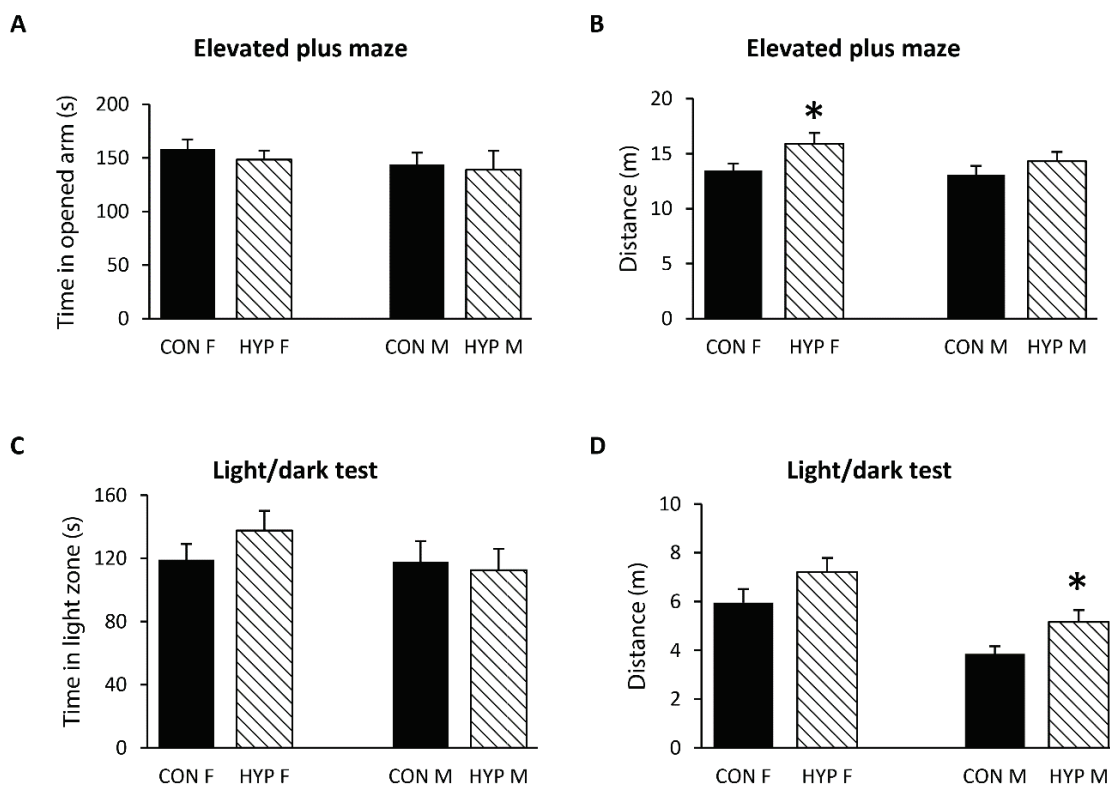 A
Elevated plus maze
Time in opened arm (s)
200
150
100
50
0
CON F HYP F CON M HYP M
B
Elevated plus maze
Distance (m)
20
15
10
5
0
*
CON F HYP F CON M HYP M
C
Light/dark test
Time in light zone (s)
160
120
80
40
0
CON F HYP F CON M HYP M
D
Light/dark test
Distance (m)
10
8
6
4
2
0
*
CON F HYP F CON M HYP M